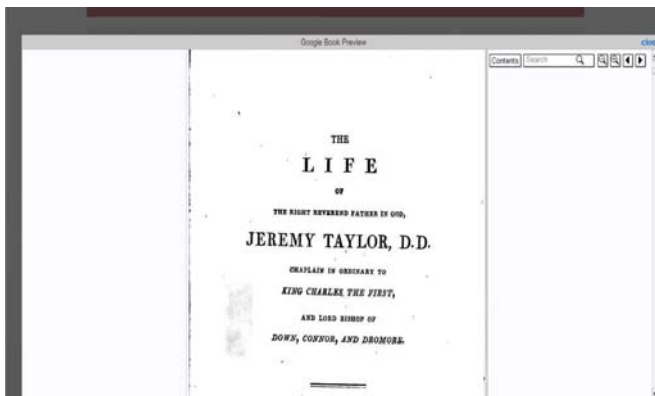 Google Book Preview
clos
Contents
Search
THE
LIFE
OF
THE RIGHT REVEREND FATHER IN GOD,
JEREMY TAYLOR, D.D.
CHAPLAIN IN ORDINARY TO
KING CHARLES THE FIRST,
AND LORD BISHOP OF
DOWN, CONNOR, AND DROMORE.